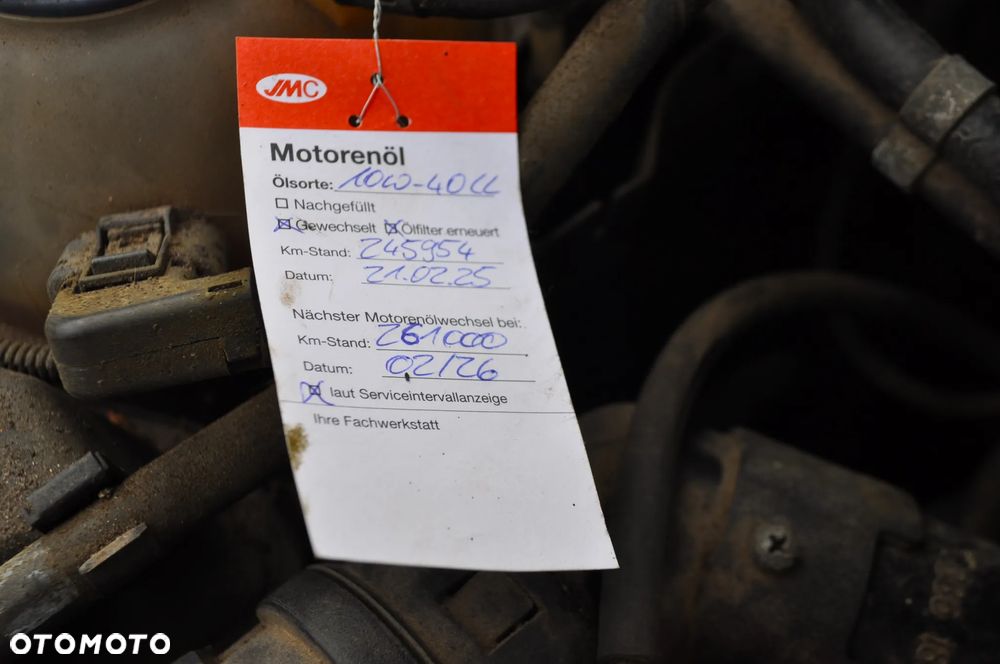 JMC
Motorenöl
Ölsorte: 10W-40LL
Nachgefüllt
Gewechselt Ölfilter erneuert
Km-Stand: 245954
Datum: 21.02.25
Nächster Motorenölwechsel bei:
Km-Stand: 261000
Datum: 02/26
laut Serviceintervallanzeige
Ihre Fachwerkstatt
OTOMOTO